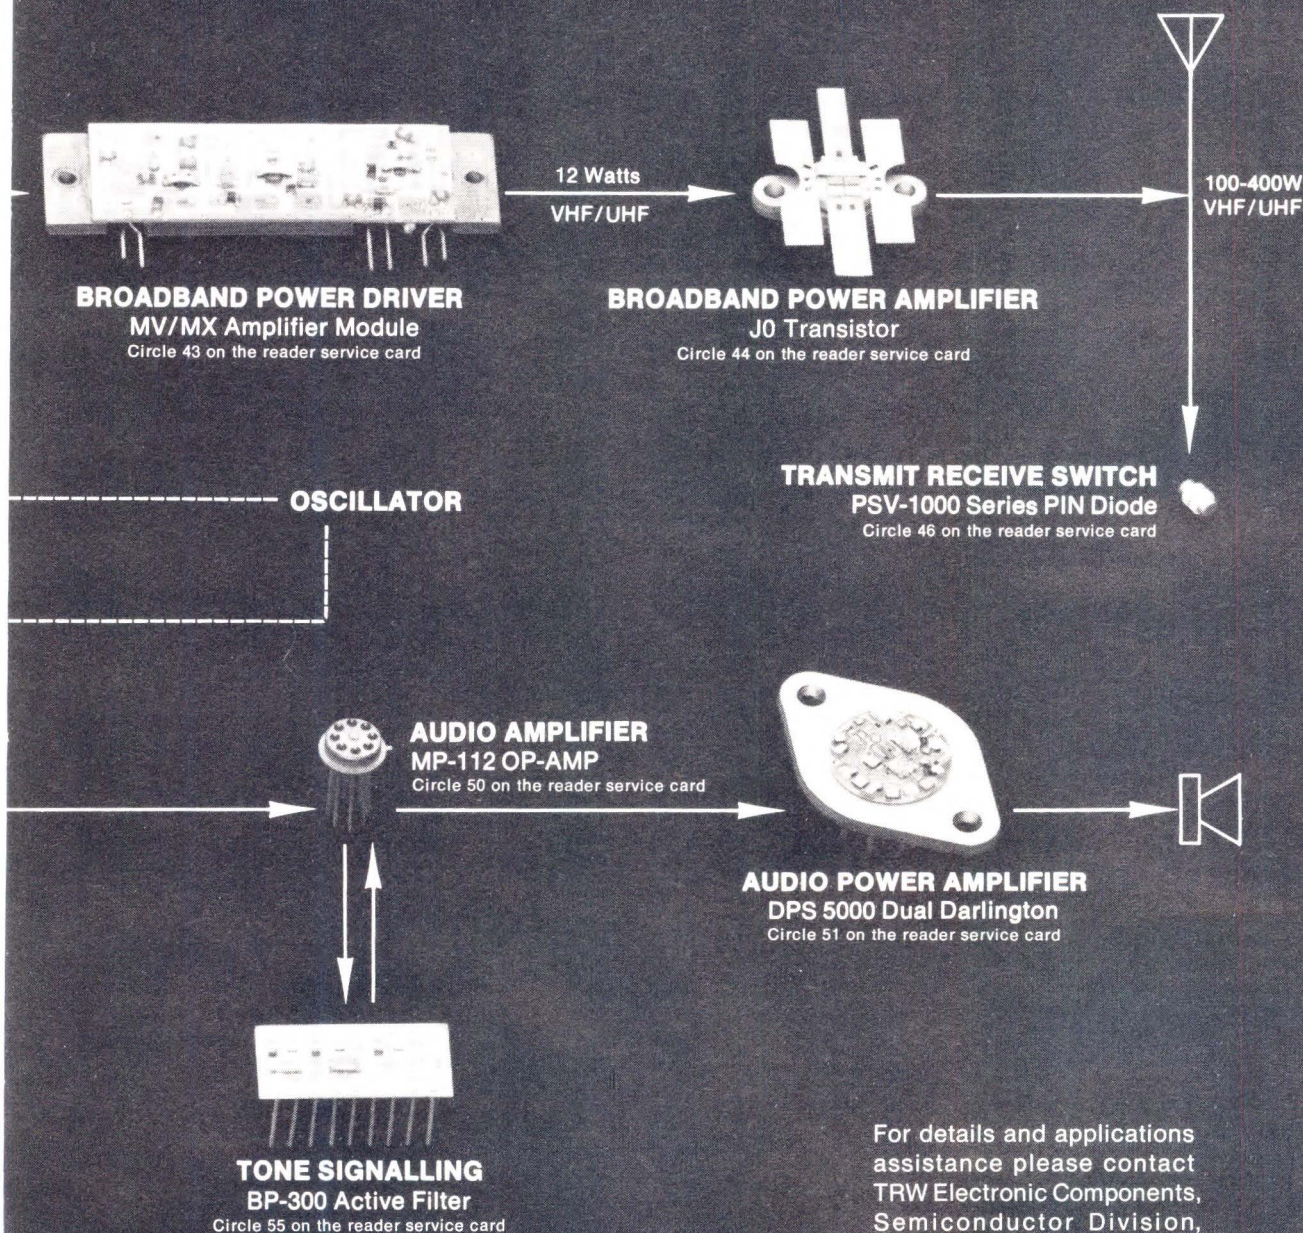 12 Watts
VHF/UHF
100-400W
VHF/UHF
BROADBAND POWER DRIVER
MV/MX Amplifier Module
Circle 43 on the reader service card
BROADBAND POWER AMPLIFIER
J0 Transistor
Circle 44 on the reader service card
TRANSMIT RECEIVE SWITCH
PSV-1000 Series PIN Diode
Circle 46 on the reader service card
OSCILLATOR
AUDIO AMPLIFIER
MP-112 OP-AMP
Circle 50 on the reader service card
AUDIO POWER AMPLIFIER
DPS 5000 Dual Darlington
Circle 51 on the reader service card
TONE SIGNALLING
BP-300 Active Filter
Circle 55 on the reader service card
For details and applications
assistance please contact
TRW Electronic Components,
Semiconductor Division,